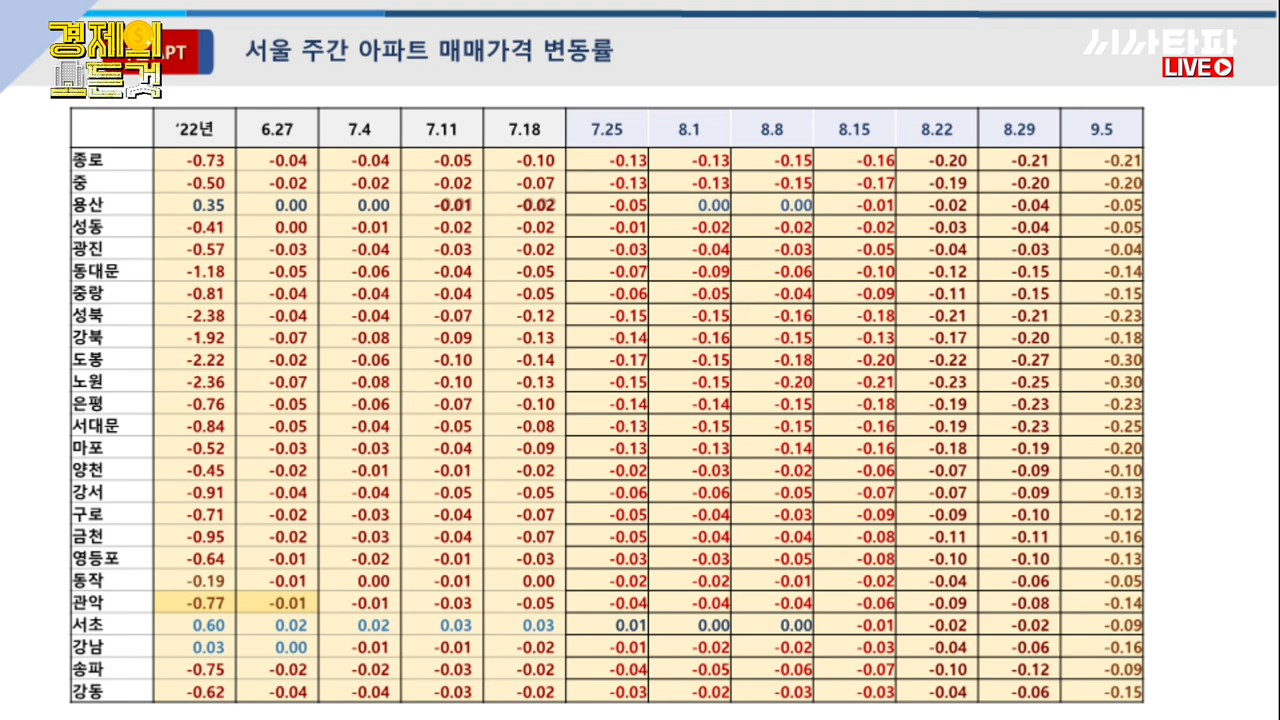 경제의
모든것
APT
서울 주간 아파트 매매가격 변동률
시사타파
LIVE
‘22년 6.27 7.4 7.11 7.18 7.25 8.1 8.8 8.15 8.22 8.29 9.5
종로 -0.73 -0.04 -0.04 -0.05 -0.10 -0.13 -0.13 -0.15 -0.16 -0.20 -0.21 -0.21
중 -0.50 -0.02 -0.02 -0.02 -0.07 -0.13 -0.13 -0.15 -0.17 -0.19 -0.20 -0.20
용산 0.35 0.00 0.00 -0.01 -0.02 -0.05 0.00 0.00 -0.01 -0.02 -0.04 -0.05
성동 -0.41 0.00 -0.01 -0.02 -0.02 -0.01 -0.02 -0.02 -0.02 -0.03 -0.04 -0.05
광진 -0.57 -0.03 -0.04 -0.03 -0.02 -0.03 -0.04 -0.03 -0.05 -0.04 -0.03 -0.04
동대문 -1.18 -0.05 -0.06 -0.04 -0.05 -0.07 -0.09 -0.06 -0.10 -0.12 -0.15 -0.14
중랑 -0.81 -0.04 -0.04 -0.04 -0.05 -0.06 -0.05 -0.04 -0.09 -0.11 -0.15 -0.15
성북 -2.38 -0.04 -0.04 -0.07 -0.12 -0.15 -0.15 -0.16 -0.18 -0.21 -0.21 -0.23
강북 -1.92 -0.07 -0.08 -0.09 -0.13 -0.14 -0.16 -0.15 -0.13 -0.17 -0.20 -0.18
도봉 -2.22 -0.02 -0.06 -0.10 -0.14 -0.17 -0.15 -0.18 -0.20 -0.22 -0.27 -0.30
노원 -2.36 -0.07 -0.08 -0.10 -0.13 -0.15 -0.15 -0.20 -0.21 -0.23 -0.25 -0.30
은평 -0.76 -0.05 -0.06 -0.07 -0.10 -0.14 -0.14 -0.15 -0.18 -0.19 -0.23 -0.23
서대문 -0.84 -0.05 -0.04 -0.05 -0.08 -0.13 -0.15 -0.15 -0.16 -0.19 -0.23 -0.25
마포 -0.52 -0.03 -0.03 -0.04 -0.09 -0.13 -0.13 -0.14 -0.16 -0.18 -0.19 -0.20
양천 -0.45 -0.02 -0.01 -0.01 -0.02 -0.02 -0.03 -0.02 -0.06 -0.07 -0.09 -0.10
강서 -0.91 -0.04 -0.04 -0.05 -0.05 -0.06 -0.06 -0.05 -0.07 -0.07 -0.09 -0.13
구로 -0.71 -0.02 -0.03 -0.04 -0.07 -0.05 -0.04 -0.03 -0.09 -0.09 -0.10 -0.12
금천 -0.95 -0.02 -0.03 -0.04 -0.07 -0.05 -0.04 -0.04 -0.08 -0.11 -0.11 -0.16
영등포 -0.64 -0.01 -0.02 -0.01 -0.03 -0.03 -0.03 -0.05 -0.08 -0.10 -0.10 -0.13
동작 -0.19 -0.01 0.00 -0.01 0.00 -0.02 -0.02 -0.01 -0.02 -0.04 -0.06 -0.05
관악 -0.77 -0.01 -0.01 -0.03 -0.05 -0.04 -0.04 -0.04 -0.06 -0.09 -0.08 -0.14
서초 0.60 0.02 0.02 0.03 0.03 0.01 0.00 0.00 -0.01 -0.02 -0.02 -0.09
강남 0.03 0.00 -0.01 -0.01 -0.02 -0.01 -0.02 -0.02 -0.03 -0.04 -0.06 -0.16
송파 -0.75 -0.02 -0.02 -0.03 -0.02 -0.04 -0.05 -0.06 -0.07 -0.10 -0.12 -0.09
강동 -0.62 -0.04 -0.04 -0.03 -0.02 -0.03 -0.02 -0.03 -0.03 -0.04 -0.06 -0.15